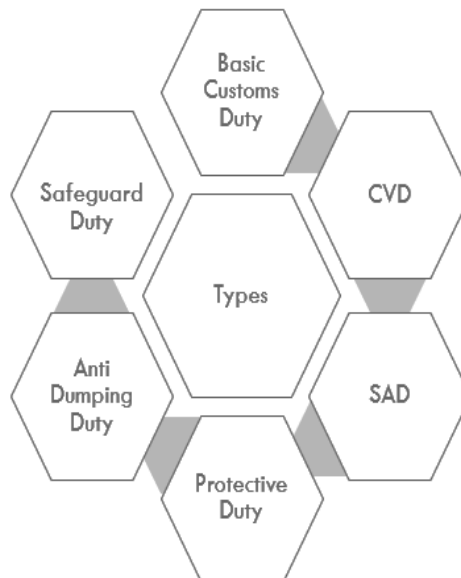 Basic
Customs
Duty
Safeguard
Duty
CVD
Types
Anti
Dumping
Duty
SAD
Protective
Duty